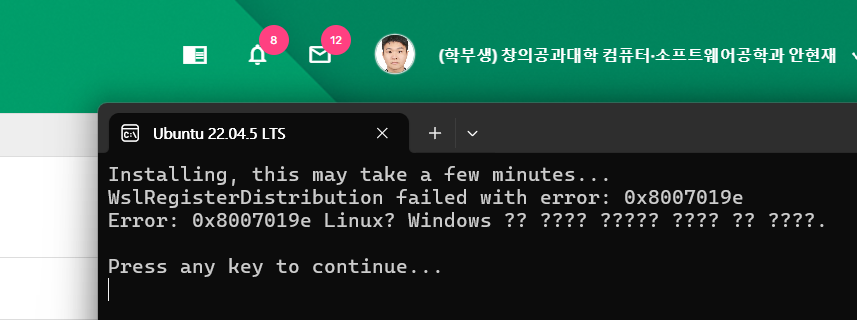 8
12
(학부생) 창의공과대학 컴퓨터·소프트웨어공학과 안현재
Ubuntu 22.04.5 LTS
Installing, this may take a few minutes...
WslRegisterDistribution failed with error: 0x8007019e
Error: 0x8007019e Linux? Windows ?? ???? ????? ???? ?? ????.
Press any key to continue...